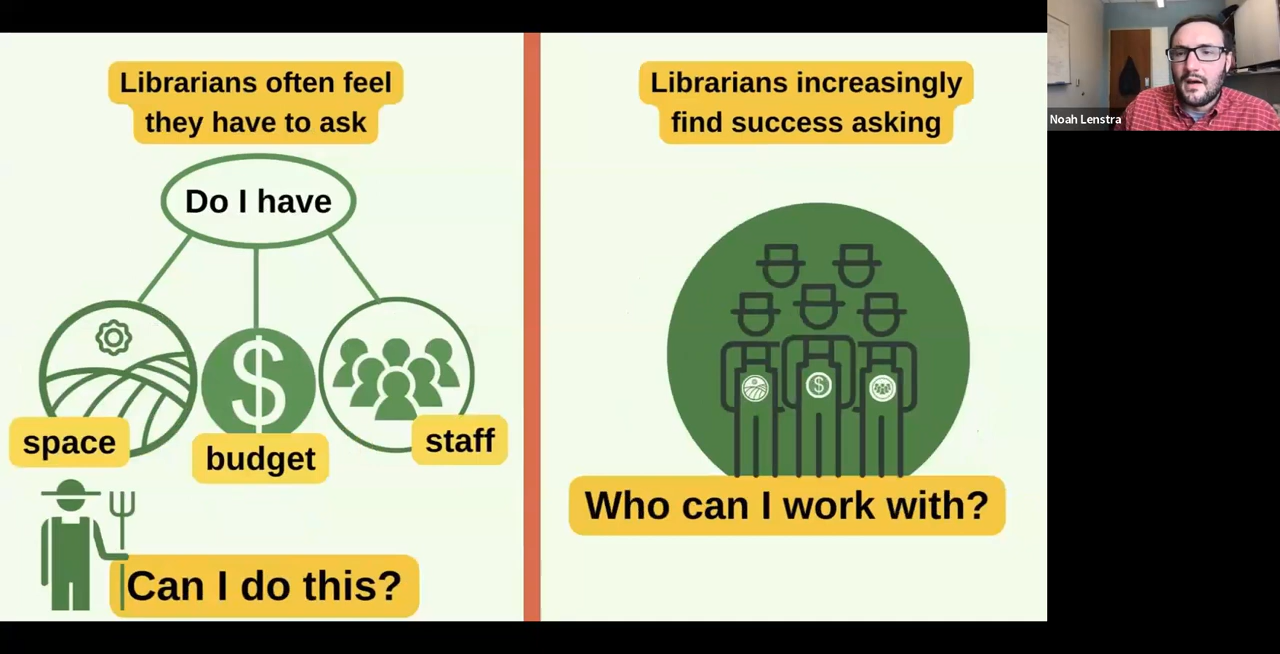 Librarians often feel
they have to ask
Do I have
$
space
budget
staff
Can I do this?
Librarians increasingly
find success asking
$
Who can I work with?
Noah Lenstra